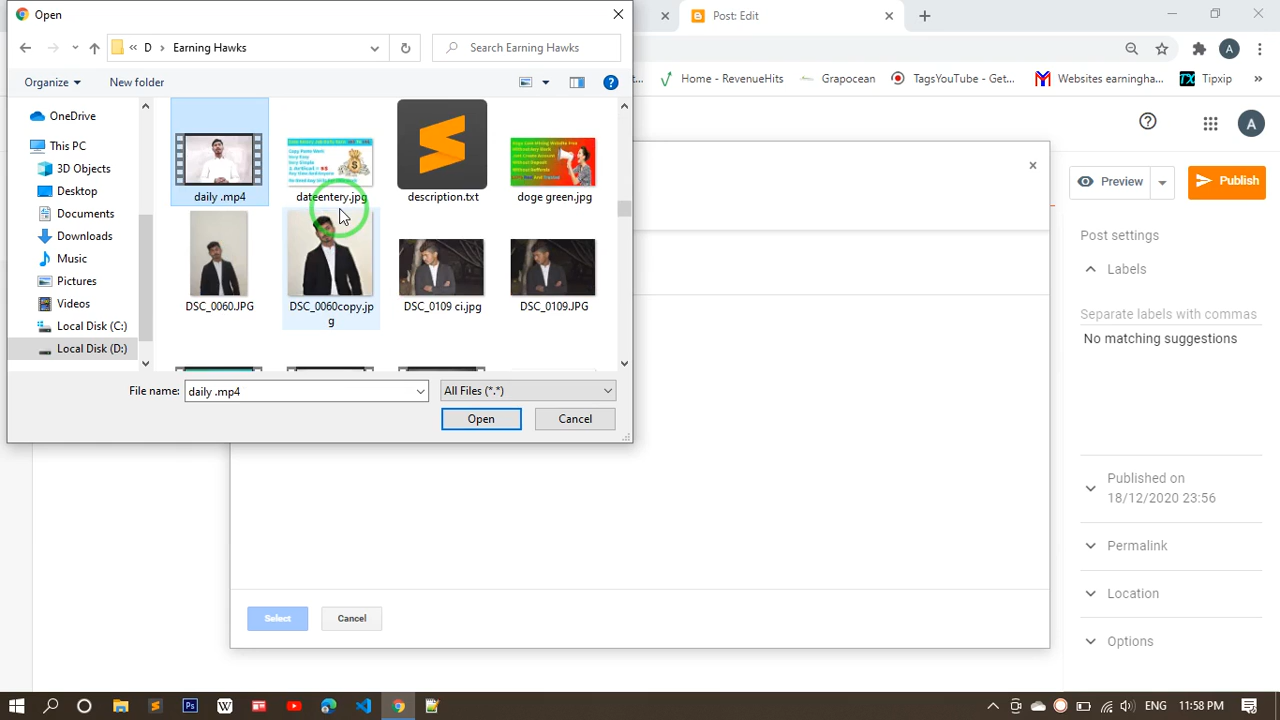 Open
Post: Edit
D
Earning Hawks
Search Earning Hawks
Organize
New folder
Home - RevenueHits
Grapocean
TagsYouTube - Get...
Websites earningha...
Tipxip
OneDrive
This PC
3D Objects
Desktop
Documents
Downloads
Music
Pictures
Videos
Local Disk (C:)
Local Disk (D:)
daily .mp4
dateentery.jpg
description.txt
doge green.jpg
DSC_0060.JPG
DSC_0060copy.jp
g
DSC_0109 ci.jpg
DSC_0109.JPG
File name:
daily .mp4
All Files (*.*)
Open
Cancel
A
A
Preview
Publish
Post settings
Labels
Separate labels with commas
No matching suggestions
Published on
18/12/2020 23:56
Permalink
Location
Options
Select
Cancel
ENG
11:58 PM